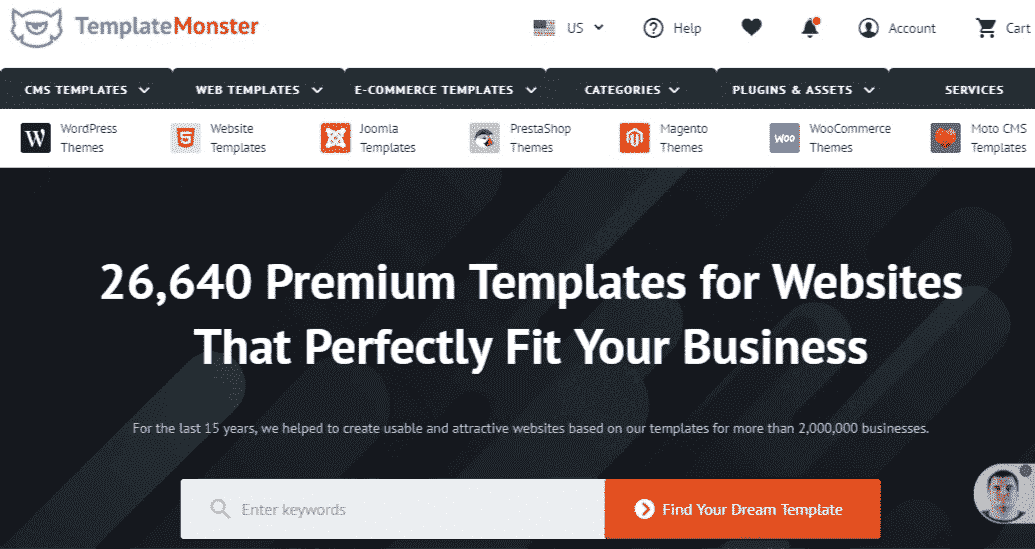 TemplateMonster
US
Help
Account
Cart
CMS TEMPLATES
WEB TEMPLATES
E-COMMERCE TEMPLATES
CATEGORIES
PLUGINS & ASSETS
SERVICES
W
WordPress
Themes
5
Website
Templates
Joomla
Templates
PrestaShop
Themes
Magento
Themes
Woo
WooCommerce
Themes
Moto CMS
Templates
26,640 Premium Templates for Websites
That Perfectly Fit Your Business
For the last 15 years, we helped to create usable and attractive websites based on our templates for more than 2,000,000 businesses.
Enter keywords
Find Your Dream Template